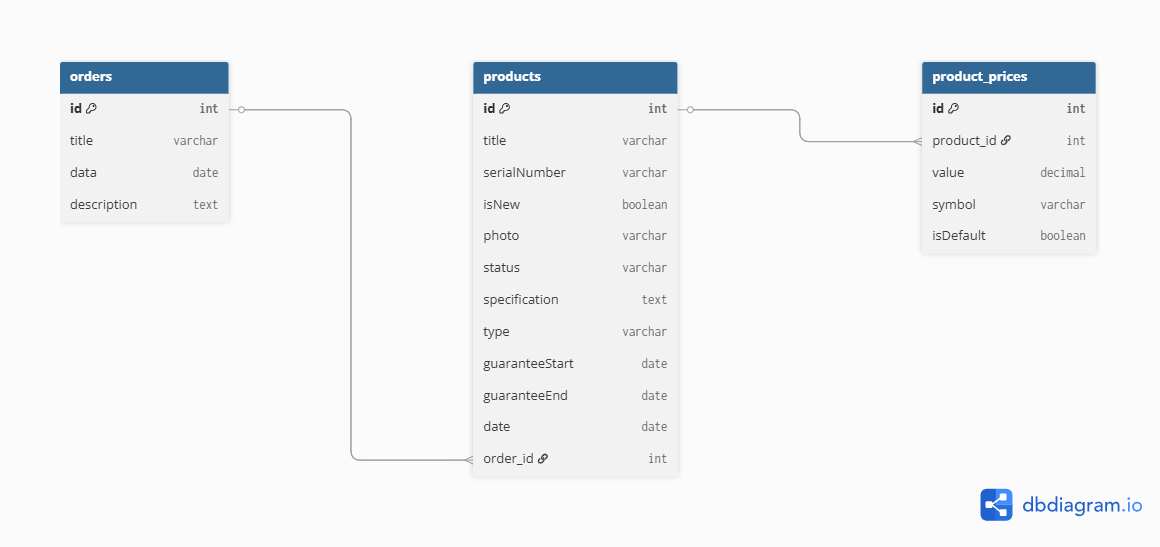 orders
id int
title varchar
data date
description text
products
id int
title varchar
serialNumber varchar
isNew boolean
photo varchar
status varchar
specification text
type varchar
guaranteeStart date
guaranteeEnd date
date date
order_id int
product_prices
id int
product_id int
value decimal
symbol varchar
isDefault boolean
dbdiagram.io